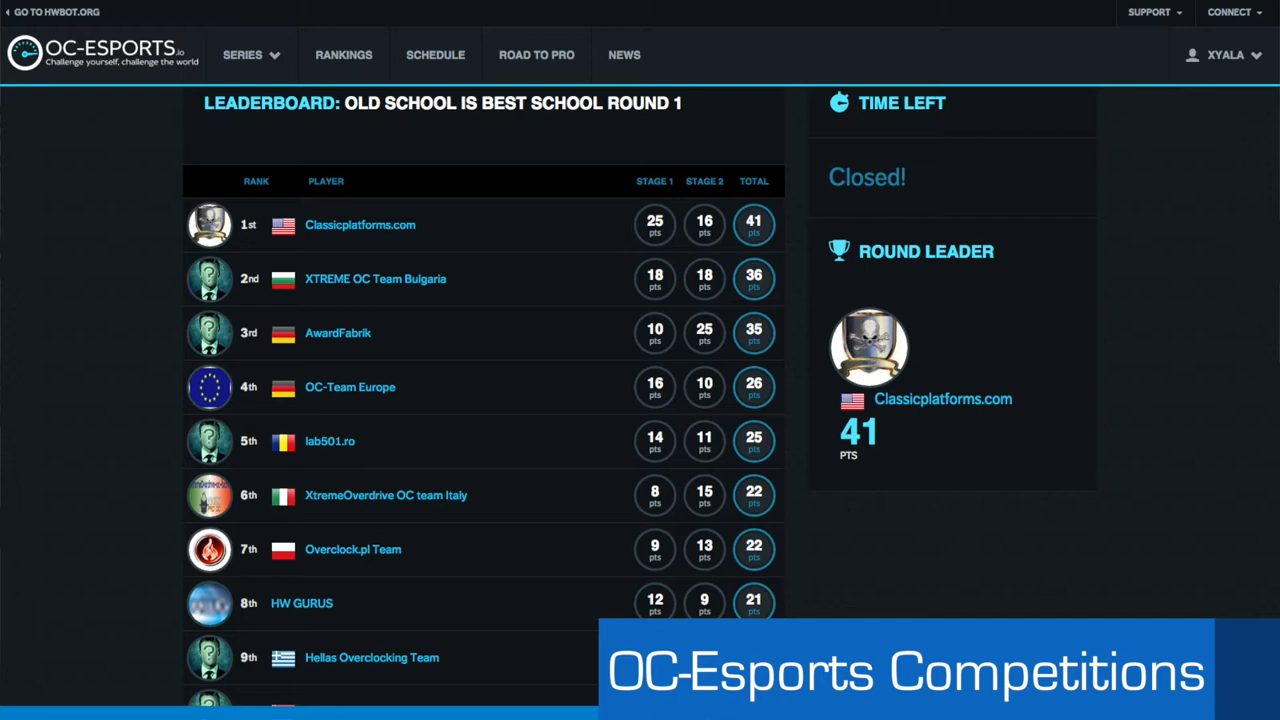 GO TO HWBOT.ORG
SUPPORT
CONNECT
OC-ESPORTS.io
Challenge yourself, challenge the world
SERIES
RANKINGS
SCHEDULE
ROAD TO PRO
NEWS
XYALA
LEADERBOARD: OLD SCHOOL IS BEST SCHOOL ROUND 1
RANK PLAYER STAGE 1 STAGE 2 TOTAL
1st Classicplatforms.com 25 pts 16 pts 41 pts
2nd XTREME OC Team Bulgaria 18 pts 18 pts 36 pts
3rd AwardFabrik 10 pts 25 pts 35 pts
4th OC-Team Europe 16 pts 10 pts 26 pts
5th lab501.ro 14 pts 11 pts 25 pts
6th XtremeOverdrive OC team Italy 8 pts 15 pts 22 pts
7th Overclock.pl Team 9 pts 13 pts 22 pts
8th HW GURUS 12 pts 9 pts 21 pts
9th Hellas Overclocking Team
TIME LEFT
Closed!
ROUND LEADER
Classicplatforms.com
41
PTS
OC-Esports Competitions